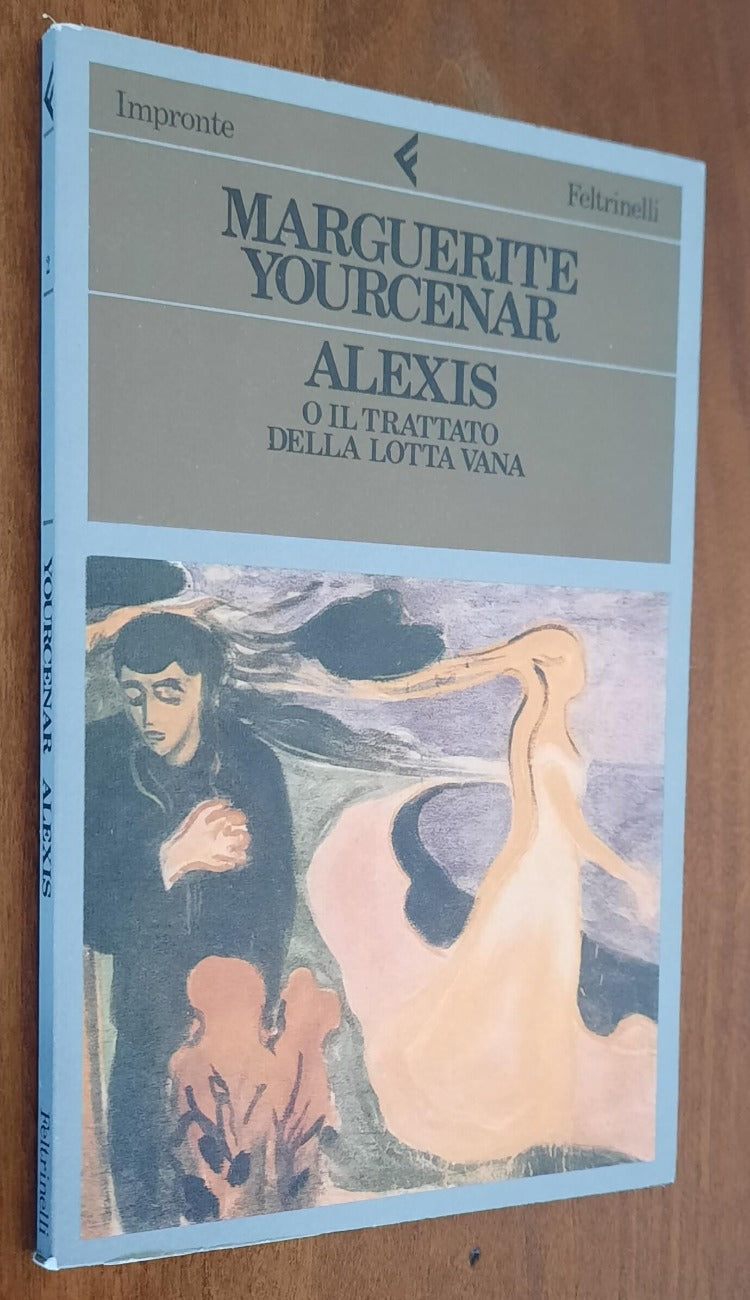 Impronte
Feltrinelli
MARGUERITE
YOURCENAR
ALEXIS
O IL TRATTATO
DELLA LOTTA VANA
YOURCENAR ALEXIS
Feltrinelli